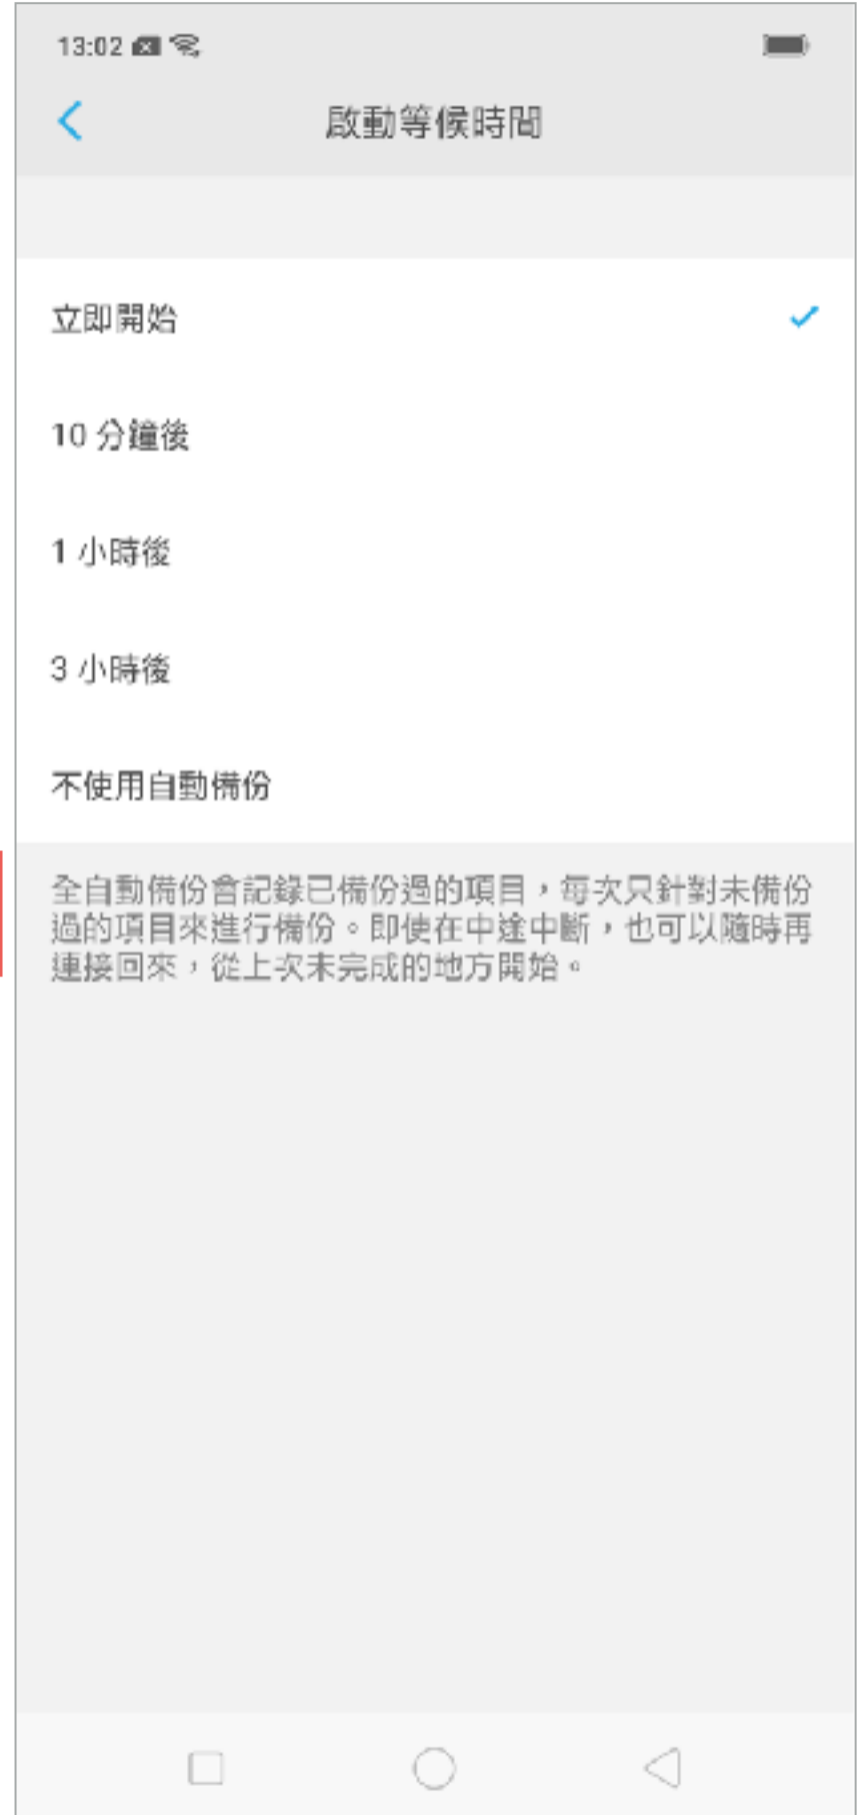 13:02
啟動等候時間
立即開始
10 分鐘後
1 小時後
3 小時後
不使用自動備份
全自動備份會記錄已備份過的項目，每次只針對未備份
過的項目來進行備份。即使在中途中斷，也可以隨時再
連接回來，從上次未完成的地方開始。